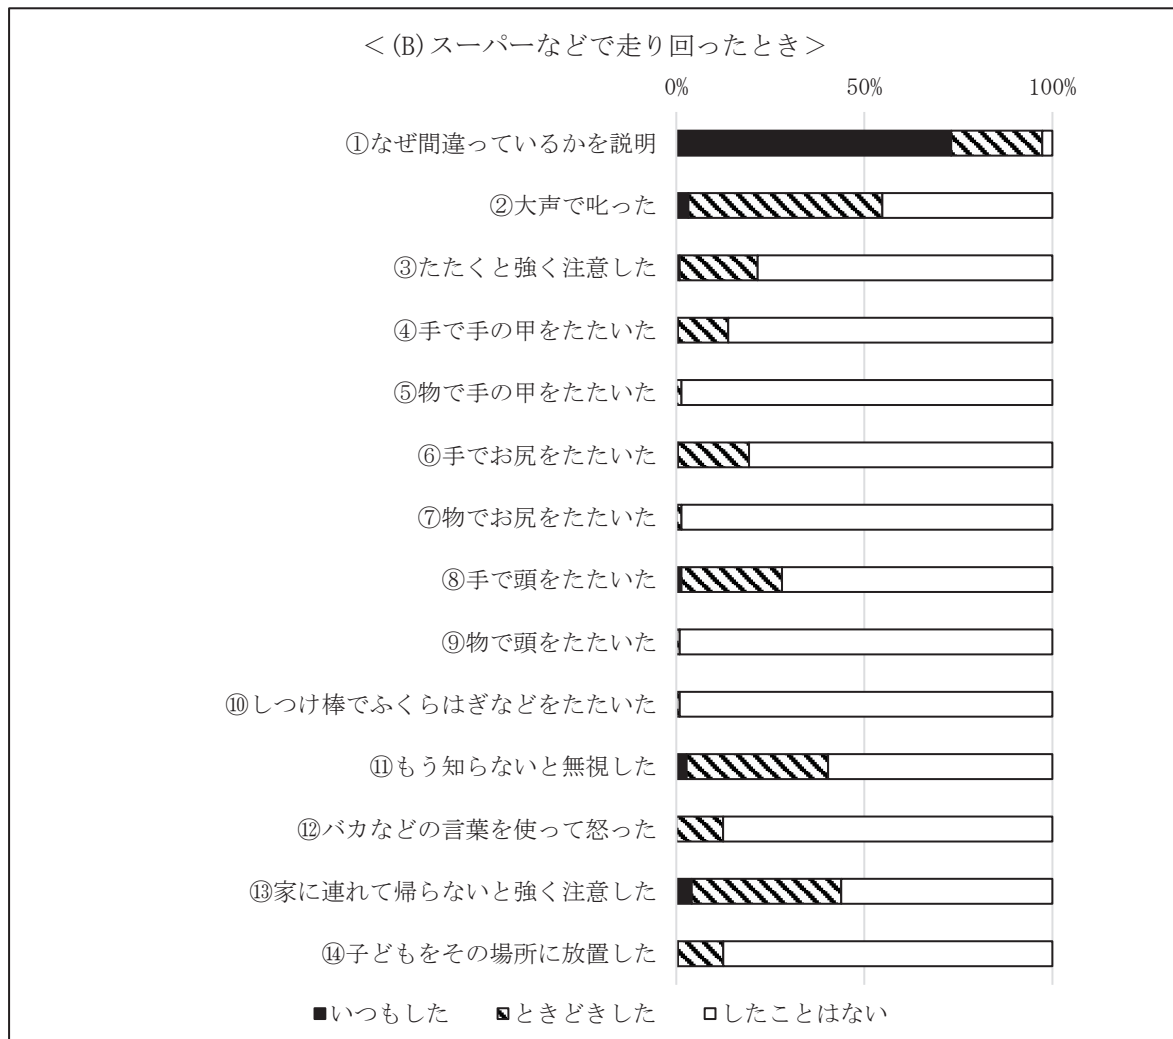 ＜(B)スーパーなどで走り回ったとき＞
0% 50% 100%
①なぜ間違っているかを説明
②大声で叱った
③たたくと強く注意した
④手で手の甲をたたいた
⑤物で手の甲をたたいた
⑥手でお尻をたたいた
⑦物でお尻をたたいた
⑧手で頭をたたいた
⑨物で頭をたたいた
⑩しつけ棒でふくらはぎなどをたたいた
⑪もう知らないと無視した
⑫バカなどの言葉を使って怒った
⑬家に連れて帰らないと強く注意した
⑭子どもをその場所に放置した
いつもした ときどきした したことはない